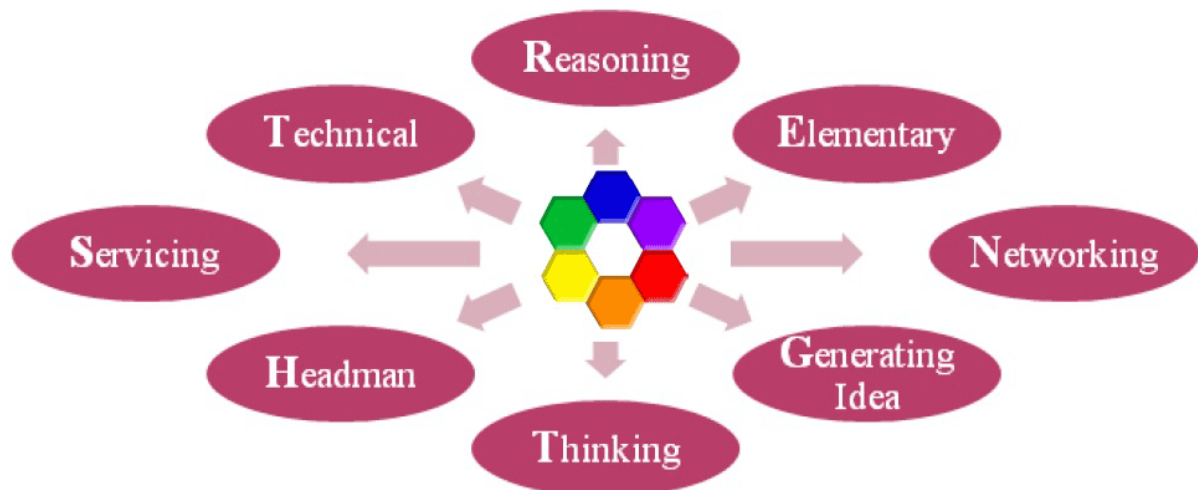 Reasoning
Technical
Elementary
Servicing
Networking
Headman
Generating
Idea
Thinking